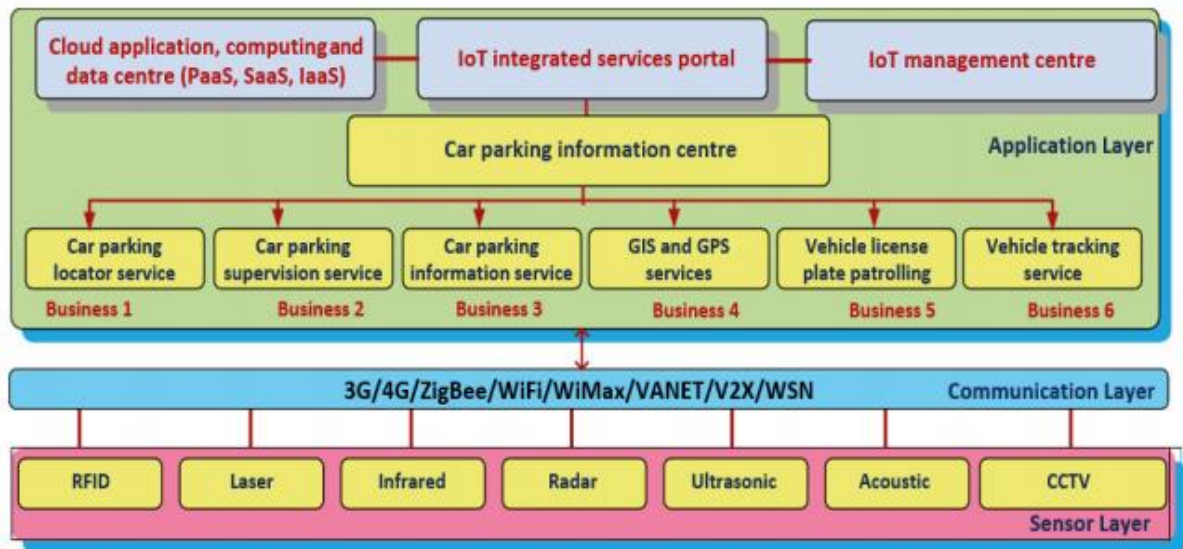 Cloud application, computing and
data centre (PaaS, SaaS, IaaS)
IoT integrated services portal
IoT management centre
Car parking information centre
Application Layer
Car parking
locator service
Car parking
supervision service
Car parking
information service
GIS and GPS
services
Vehicle license
plate patrolling
Vehicle tracking
service
Business 1
Business 2
Business 3
Business 4
Business 5
Business 6
3G/4G/ZigBee/WiFi/WiMax/VANET/V2X/WSN
Communication Layer
RFID
Laser
Infrared
Radar
Ultrasonic
Acoustic
CCTV
Sensor Layer